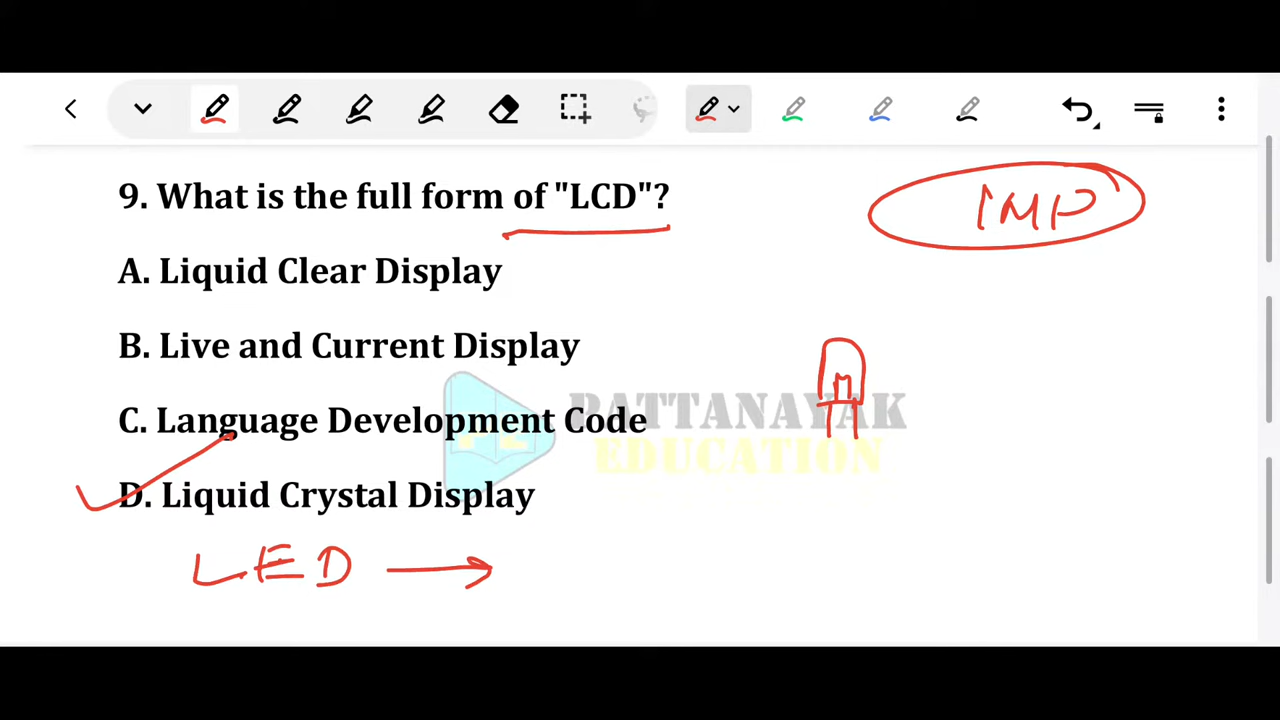 9. What is the full form of "LCD"?
IMP
A. Liquid Clear Display
B. Live and Current Display
C. Language Development Code
PATTANAYAK
EDUCATION
D. Liquid Crystal Display
LED →